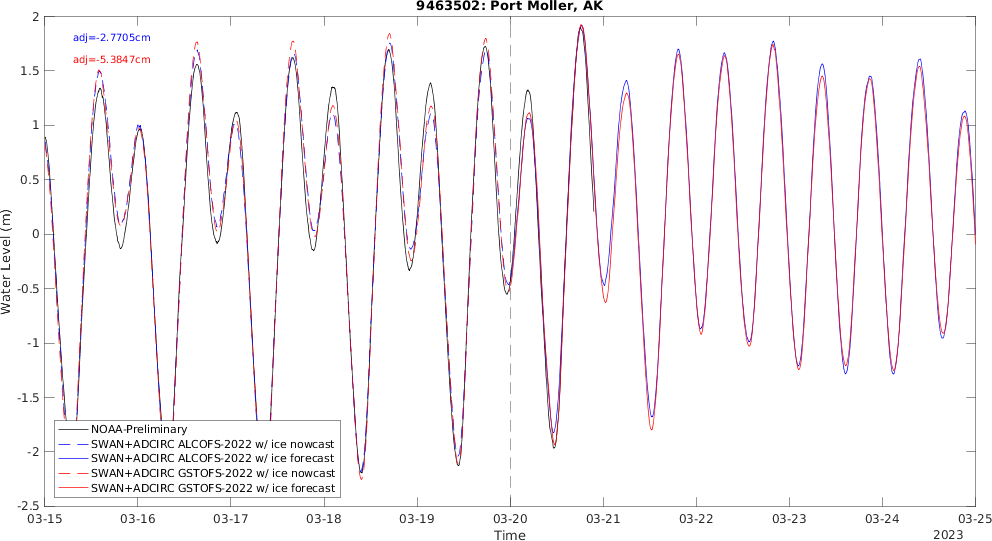 9463502: Port Moller, AK
adj=-2.7705cm
adj=-5.3847cm
2
1.5
1
0.5
0
-0.5
-1
-1.5
-2
-2.5
Water Level (m)
NOAA-Preliminary
SWAN+ADCIRC ALCOFS-2022 w/ ice nowcast
SWAN+ADCIRC ALCOFS-2022 w/ ice forecast
SWAN+ADCIRC GSTOFS-2022 w/ ice nowcast
SWAN+ADCIRC GSTOFS-2022 w/ ice forecast
03-15 03-16 03-17 03-18 03-19 03-20 03-21 03-22 03-23 03-24 03-25
Time
2023